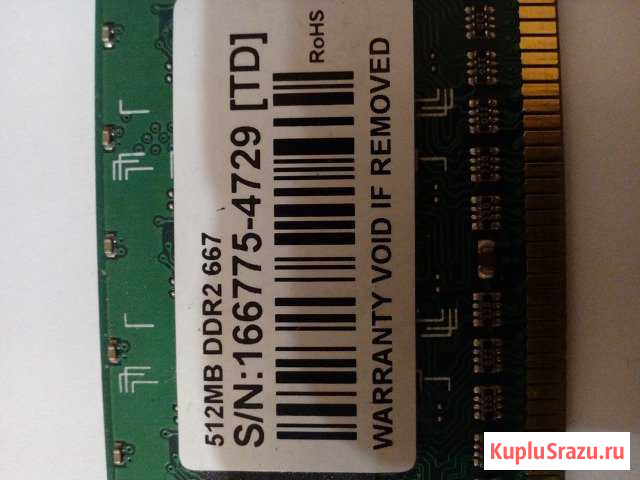 512MB DDR2 667
S/N:166775-4729 [TD]
RoHS
WARRANTY VOID IF REMOVED
KupluSrazu.ru